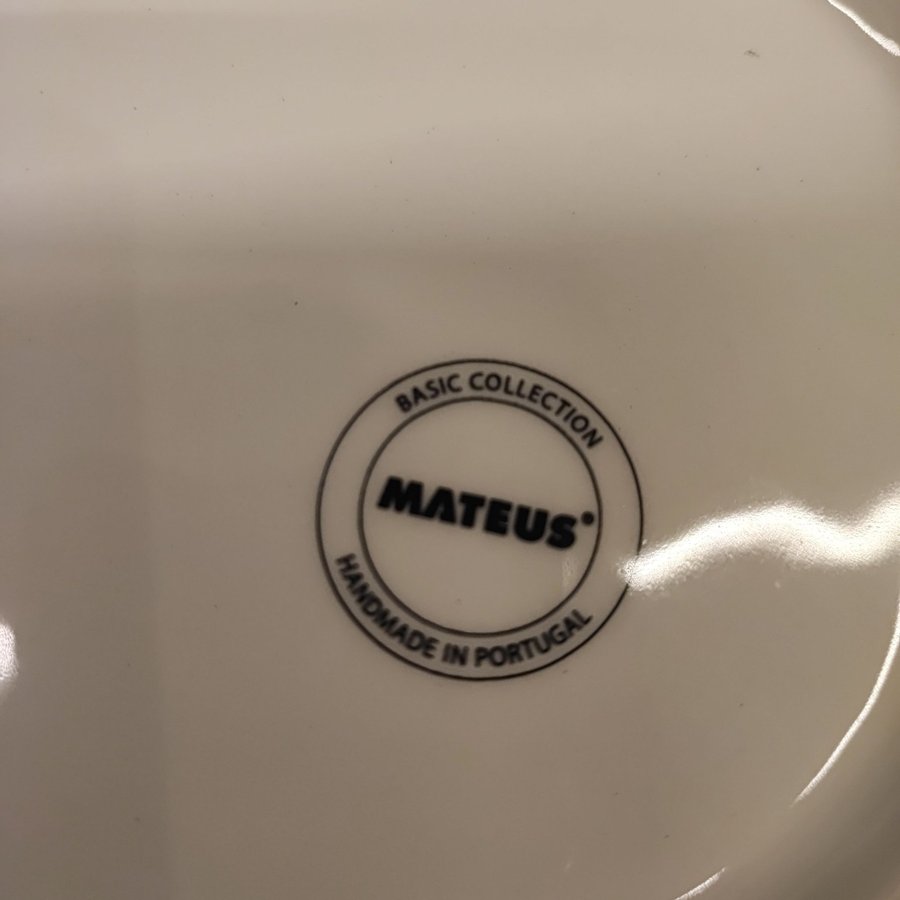 BASIC COLLECTION
MATEUS®
HANDMADE IN PORTUGAL